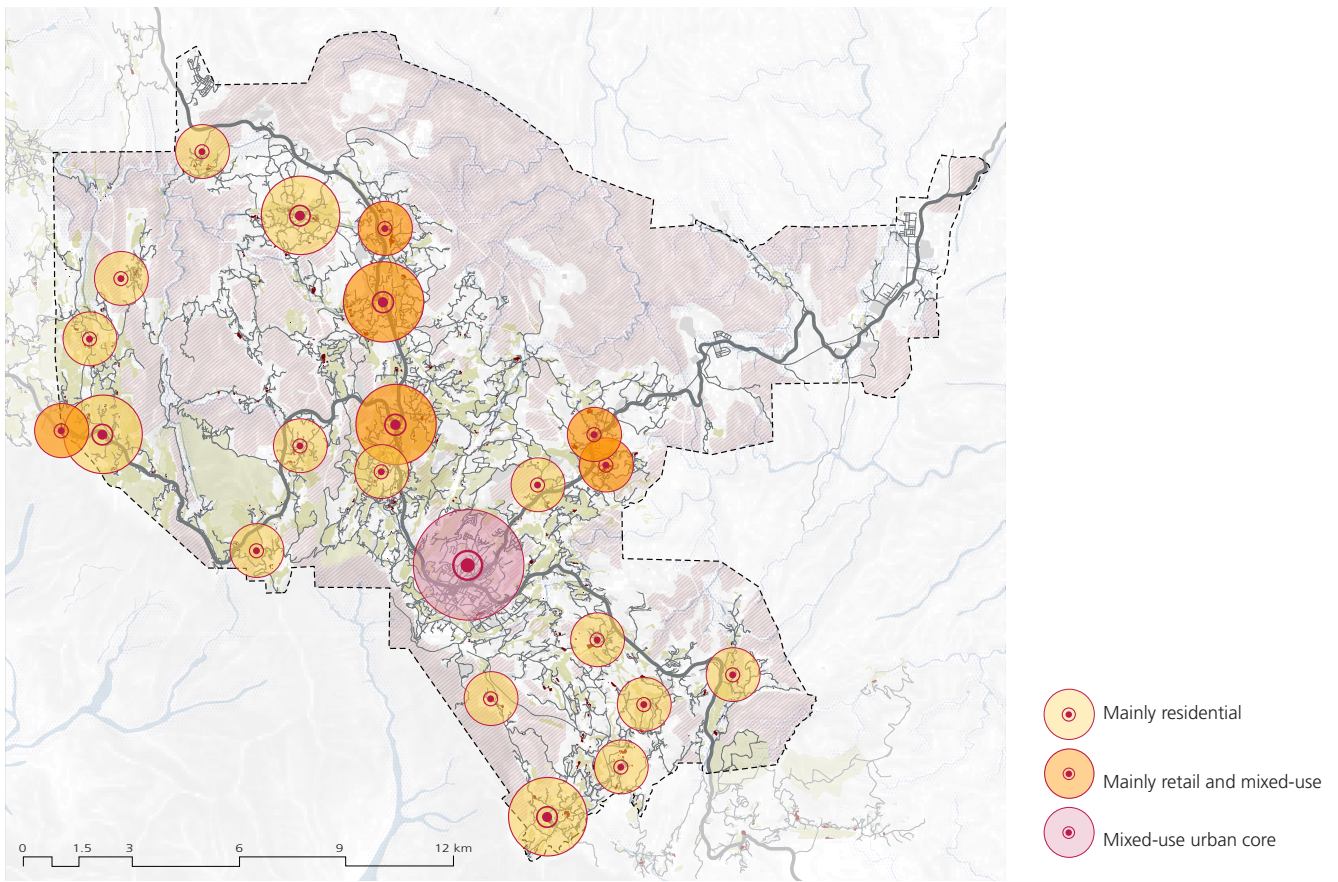 Mainly residential
Mainly retail and mixed-use
Mixed-use urban core
0 1.5 3 6 9 12 km